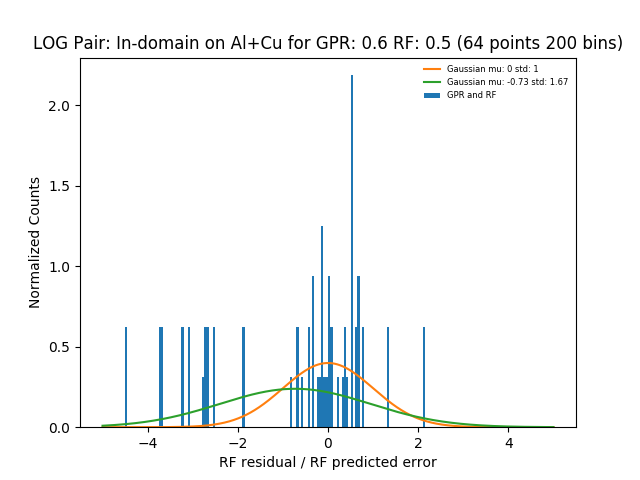 LOG Pair: In-domain on Al+Cu for GPR: 0.6 RF: 0.5 (64 points 200 bins)
Gaussian mu: 0 std: 1
Gaussian mu: -0.73 std: 1.67
GPR and RF
Normalized Counts
2.0
1.5
1.0
0.5
0.0
−4 −2 0 2 4
RF residual / RF predicted error